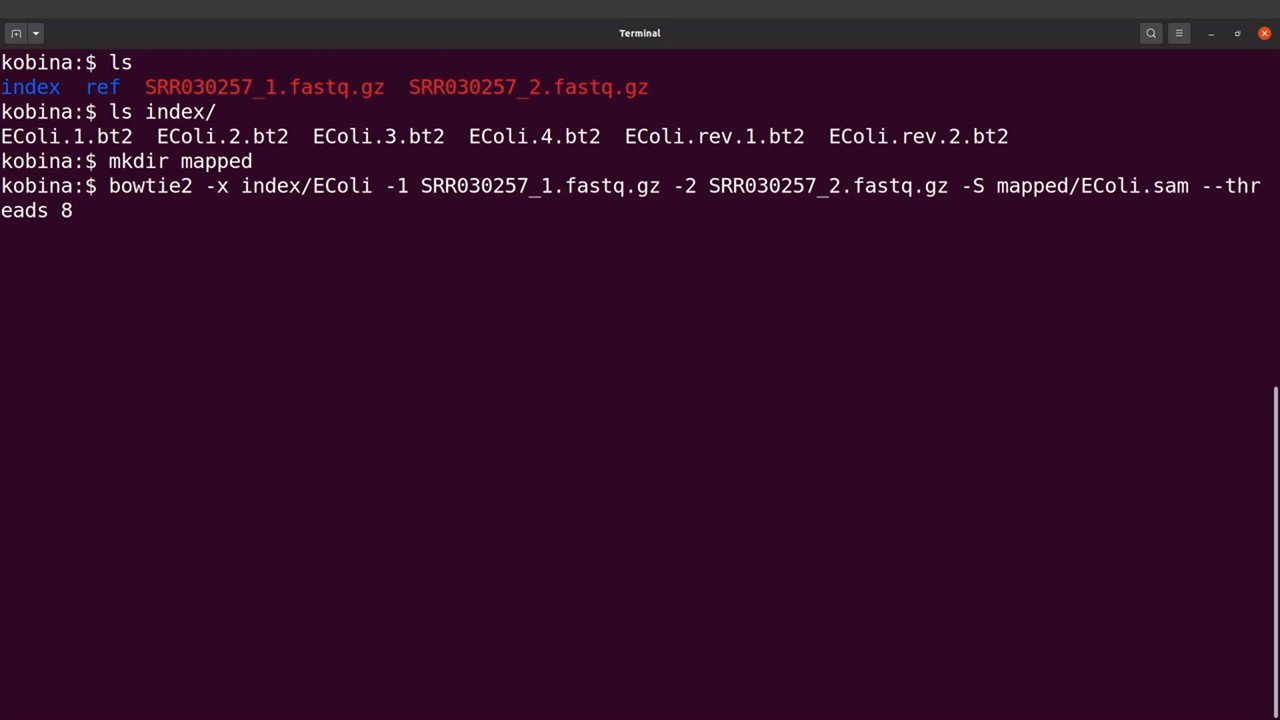 Terminal
kobina:$ ls
index  ref  SRR030257_1.fastq.gz  SRR030257_2.fastq.gz
kobina:$ ls index/
EColi.1.bt2  EColi.2.bt2  EColi.3.bt2  EColi.4.bt2  EColi.rev.1.bt2  EColi.rev.2.bt2
kobina:$ mkdir mapped
kobina:$ bowtie2 -x index/EColi -1 SRR030257_1.fastq.gz -2 SRR030257_2.fastq.gz -S mapped/EColi.sam --thr
eads 8